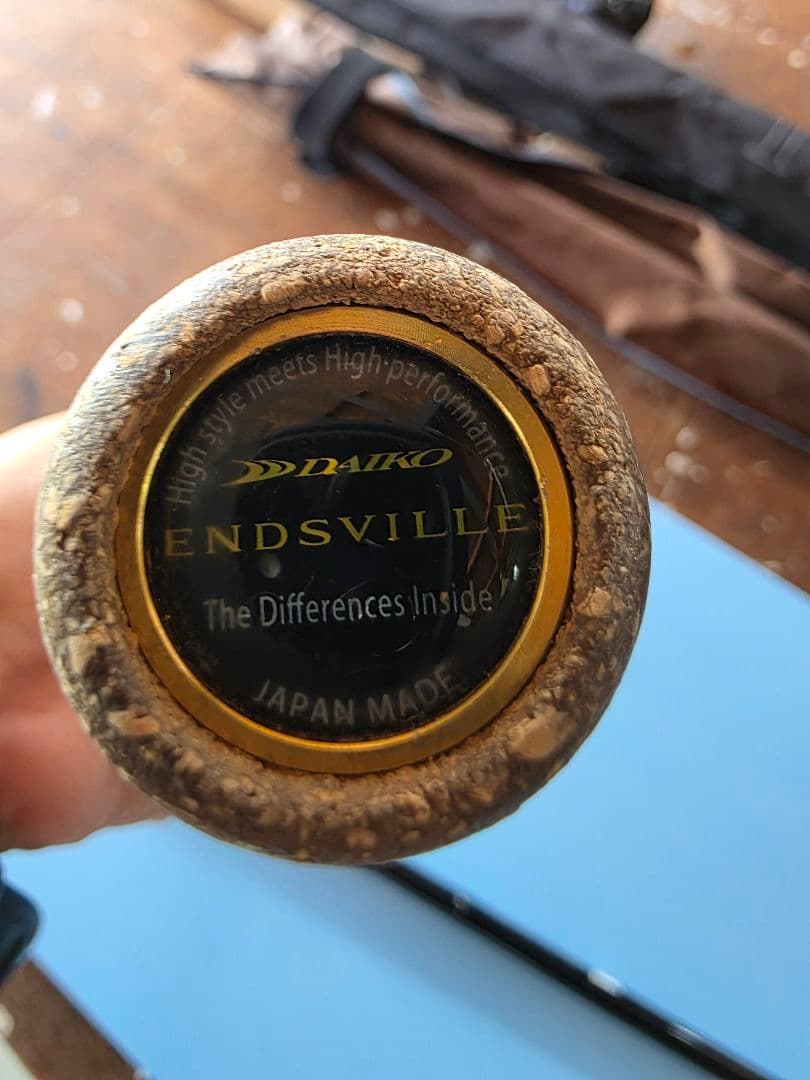 High style meets High-performance
DAIKO
ENDSVILLE
The Differences Inside
JAPAN MADE